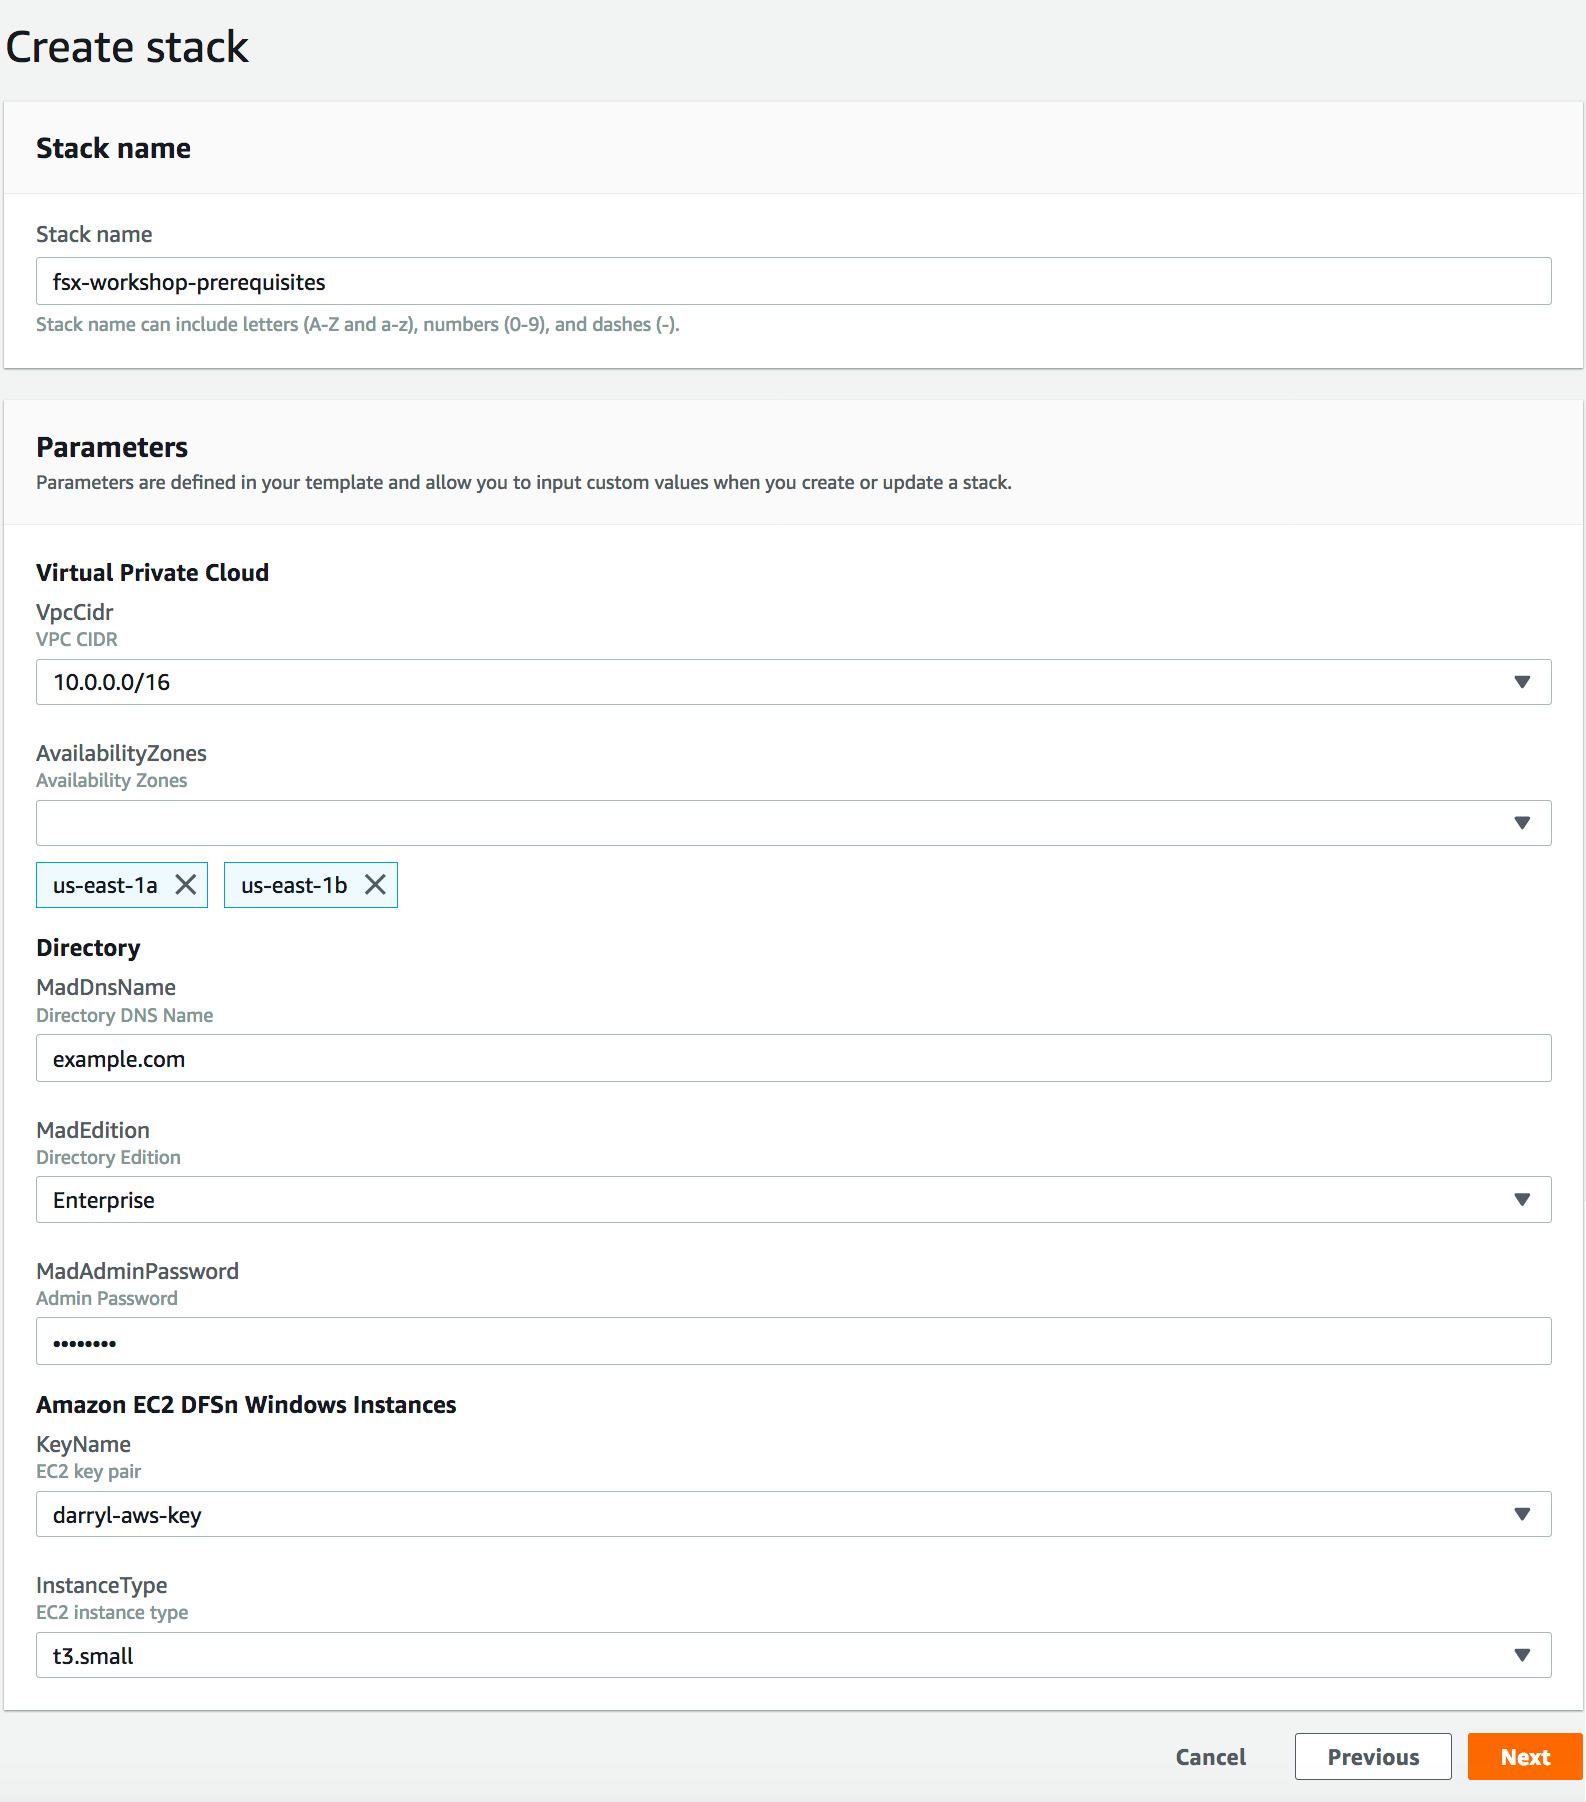 Create stack
Stack name
Stack name
fsx-workshop-prerequisites
Stack name can include letters (A-Z and a-z), numbers (0-9), and dashes (-).
Parameters
Parameters are defined in your template and allow you to input custom values when you create or update a stack.
Virtual Private Cloud
VpcCidr
VPC CIDR
10.0.0.0/16
AvailabilityZones
Availability Zones
us-east-1a us-east-1b
Directory
MadDnsName
Directory DNS Name
example.com
MadEdition
Directory Edition
Enterprise
MadAdminPassword
Admin Password
••••••••
Amazon EC2 DFSn Windows Instances
KeyName
EC2 key pair
darryl-aws-key
InstanceType
EC2 instance type
t3.small
Cancel Previous Next